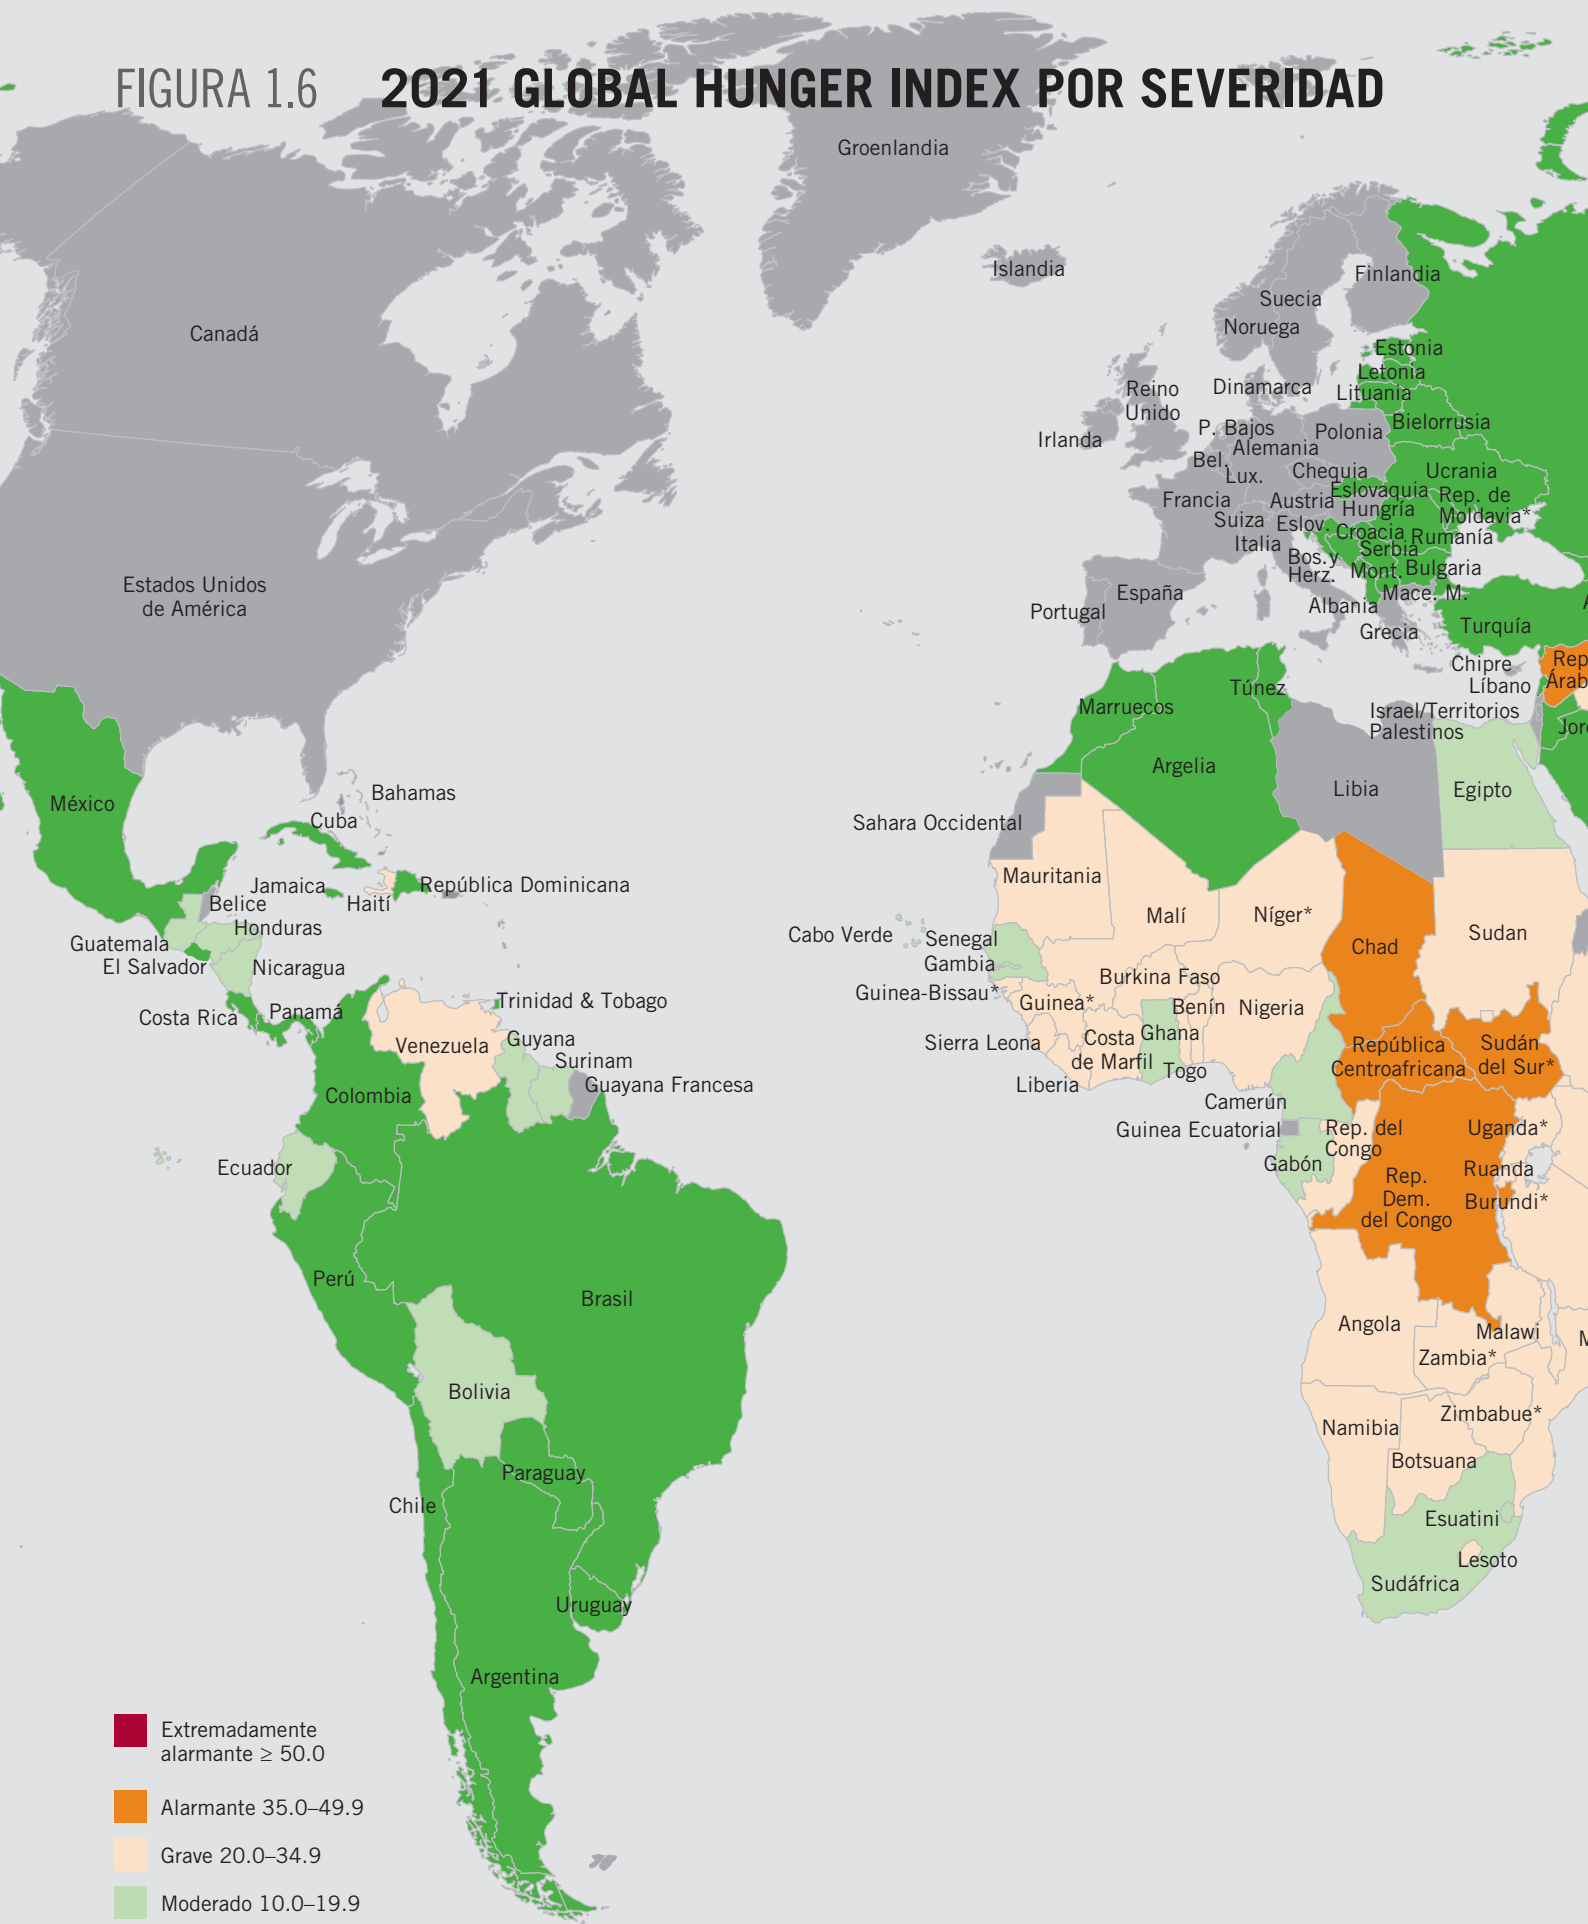 FIGURA 1.6 2021 GLOBAL HUNGER INDEX POR SEVERIDAD
Groenlandia
Islandia
Canadá
Finlandia
Suecia
Noruega
Estonia
Letonia
Lituania
Dinamarca
Reino
Unido
Irlanda
P. Bajos
Alemania
Polonia
Bielorrusia
Bel.
Lux.
Chequia
Ucrania
Francia
Austria
Eslovaquia
Hungría
Rep. de
Moldavia*
Suiza
Eslov.
Croacia
Rumanía
Italia
Serbia
Bos.y
Herz.
Mont.
Bulgaria
Mace. M.
España
Portugal
Albania
Grecia
Turquía
Estados Unidos
de América
Chipre
Líbano
Rep
Árab
Israel/Territorios
Palestinos
Jor
Túnez
Marruecos
Argelia
Libia
Egipto
México
Bahamas
Cuba
Sahara Occidental
Jamaica
Haití
República Dominicana
Belice
Honduras
Guatemala
El Salvador
Nicaragua
Costa Rica
Panamá
Trinidad & Tobago
Venezuela
Guyana
Surinam
Guayana Francesa
Colombia
Ecuador
Perú
Brasil
Bolivia
Paraguay
Chile
Uruguay
Argentina
Mauritania
Malí
Níger*
Chad
Sudan
Cabo Verde
Senegal
Gambia
Guinea-Bissau*
Guinea*
Burkina Faso
Benín
Nigeria
Sierra Leona
Costa
de Marfil
Ghana
Liberia
Togo
República
Centroafricana
Sudán
del Sur*
Camerún
Guinea Ecuatorial
Rep. del
Congo
Gabón
Uganda*
Ruanda
Burundi*
Rep.
Dem.
del Congo
Angola
Malawi
Zambia*
Zimbabue*
Namibia
Botsuana
Esuatini
Lesoto
Sudáfrica
Extremadamente
alarmante ≥ 50.0
Alarmante 35.0–49.9
Grave 20.0–34.9
Moderado 10.0–19.9